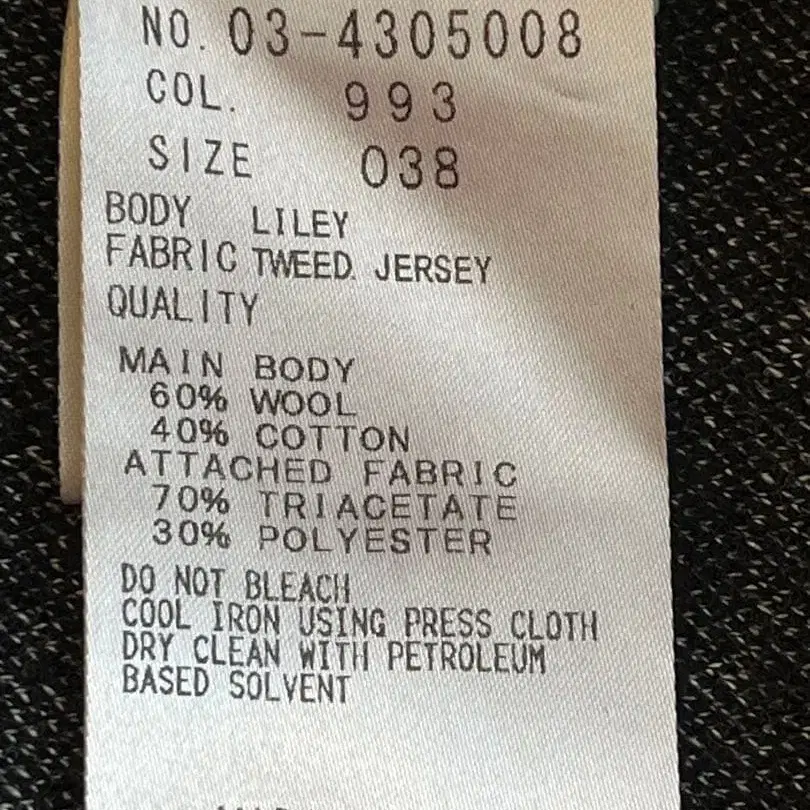 NO. 03-4305008
COL. 993
SIZE 038
BODY LILEY
FABRIC TWEED. JERSEY
QUALITY
MAIN BODY
60% WOOL
40% COTTON
ATTACHED FABRIC
70% TRIACETATE
30% POLYESTER
DO NOT BLEACH
COOL IRON USING PRESS CLOTH
DRY CLEAN WITH PETROLEUM
BASED SOLVENT